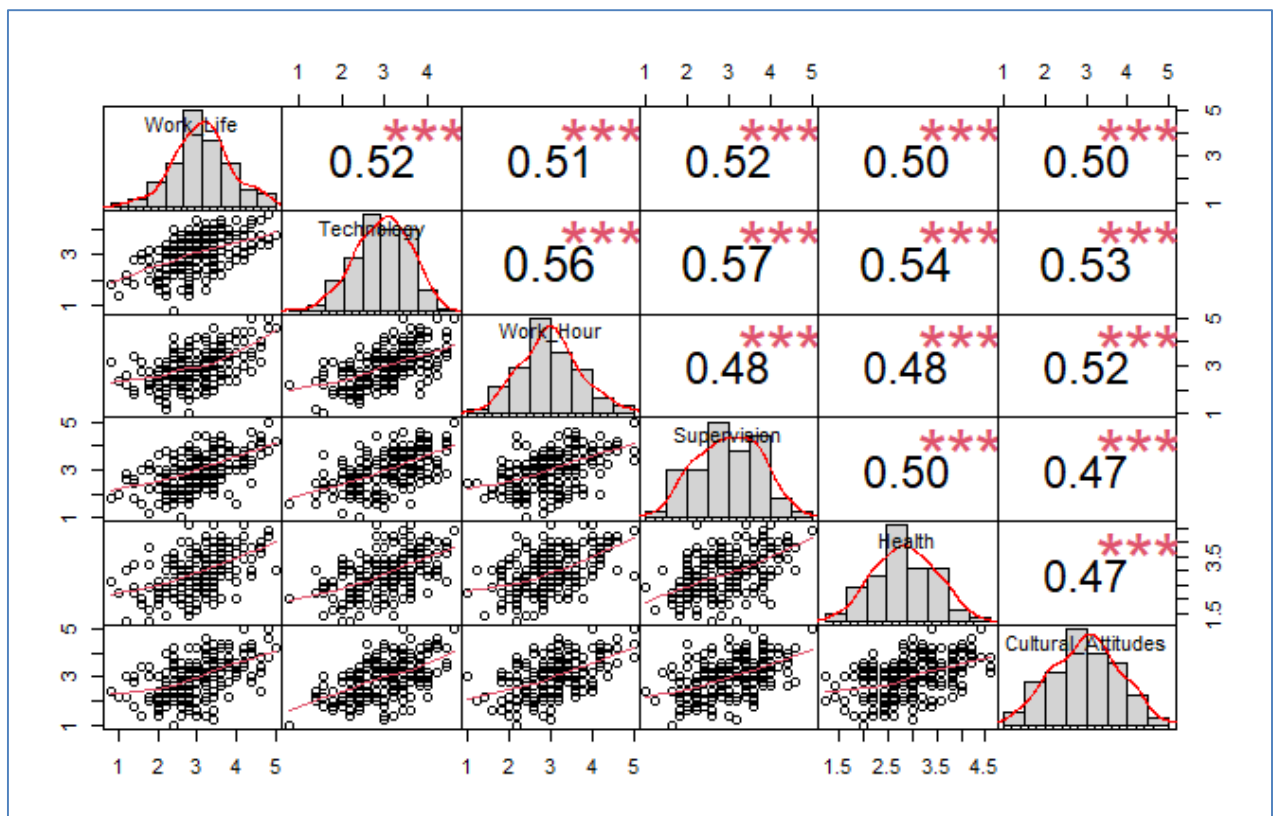 1 2 3 4 1 2 3 4 5 1 2 3 4 5
Work_Life 0.52 *** 0.51 *** 0.52 *** 0.50 *** 0.50 *** 1 3 5
1 3 Technology 0.56 *** 0.57 *** 0.54 *** 0.53 ***
Work_Hour 0.48 *** 0.48 *** 0.52 *** 1 3 5
1 3 5 Supervision 0.50 *** 0.47 ***
Health 0.47 *** 1.5 3.5
1 3 5 Cultural_Attitudes
1 2 3 4 5 1 2 3 4 5 1.5 2.5 3.5 4.5